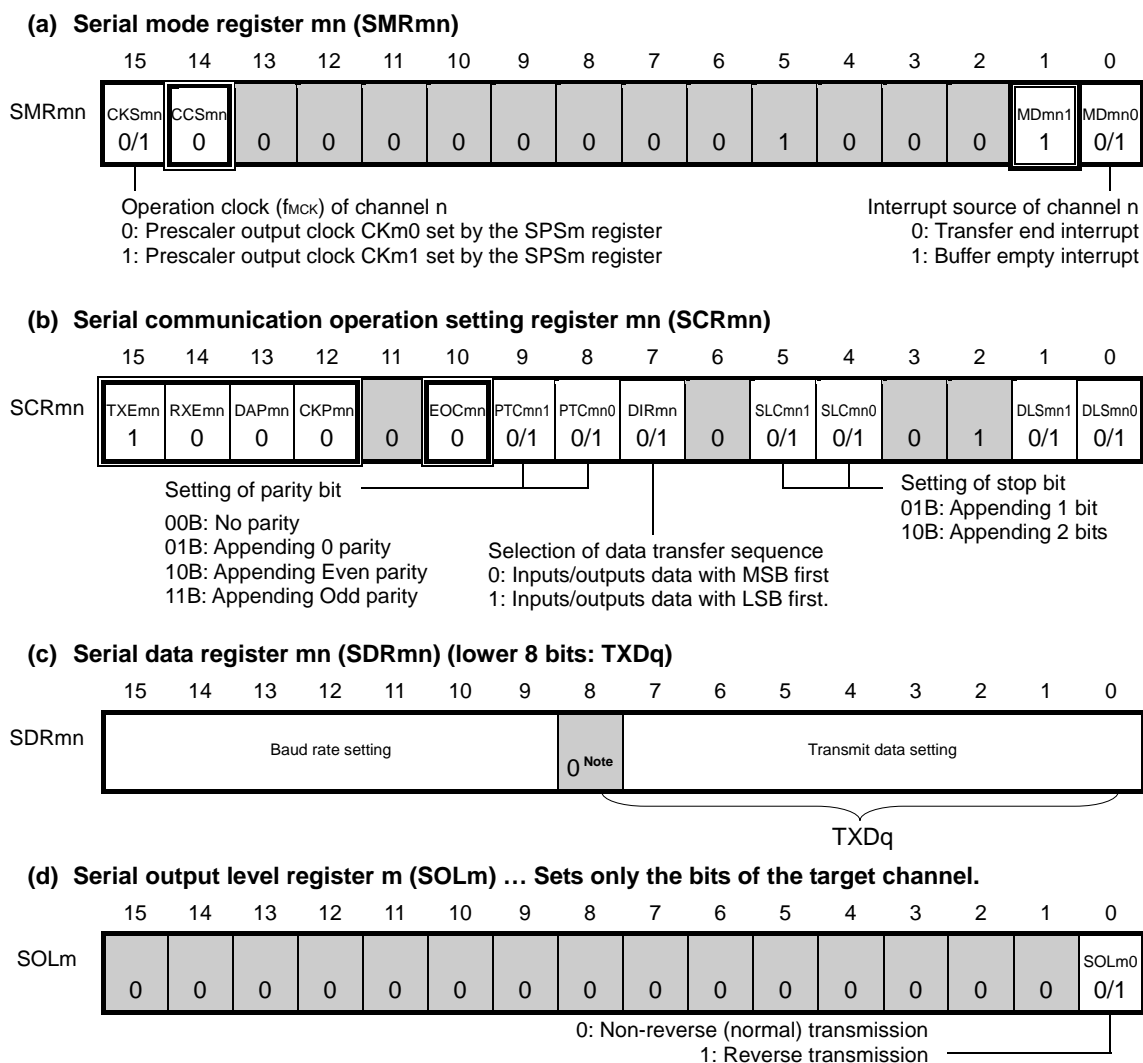 (a) Serial mode register mn (SMRmn)
15 14 13 12 11 10 9 8 7 6 5 4 3 2 1 0
SMRmn
CKSmn CCSmn MDmn1 MDmn0
0/1 0 0 0 0 0 0 0 0 0 1 0 0 0 1 0/1
Operation clock (fMCK) of channel n
0: Prescaler output clock CKm0 set by the SPSm register
1: Prescaler output clock CKm1 set by the SPSm register
Interrupt source of channel n
0: Transfer end interrupt
1: Buffer empty interrupt
(b) Serial communication operation setting register mn (SCRmn)
15 14 13 12 11 10 9 8 7 6 5 4 3 2 1 0
SCRmn
TXEmn RXEmn DAPmn CKPmn EOCmn PTCmn1 PTCmn0 DIRmn SLCmn1 SLCmn0 DLSmn1 DLSmn0
1 0 0 0 0 0 0/1 0/1 0/1 0 0/1 0/1 0 1 0/1 0/1
Setting of parity bit
00B: No parity
01B: Appending 0 parity
10B: Appending Even parity
11B: Appending Odd parity
Selection of data transfer sequence
0: Inputs/outputs data with MSB first
1: Inputs/outputs data with LSB first.
Setting of stop bit
01B: Appending 1 bit
10B: Appending 2 bits
(c) Serial data register mn (SDRmn) (lower 8 bits: TXDq)
15 14 13 12 11 10 9 8 7 6 5 4 3 2 1 0
SDRmn
Baud rate setting
0 Note
Transmit data setting
TXDq
(d) Serial output level register m (SOLm) … Sets only the bits of the target channel.
15 14 13 12 11 10 9 8 7 6 5 4 3 2 1 0
SOLm
SOLm0
0 0 0 0 0 0 0 0 0 0 0 0 0 0 0 0/1
0: Non-reverse (normal) transmission
1: Reverse transmission